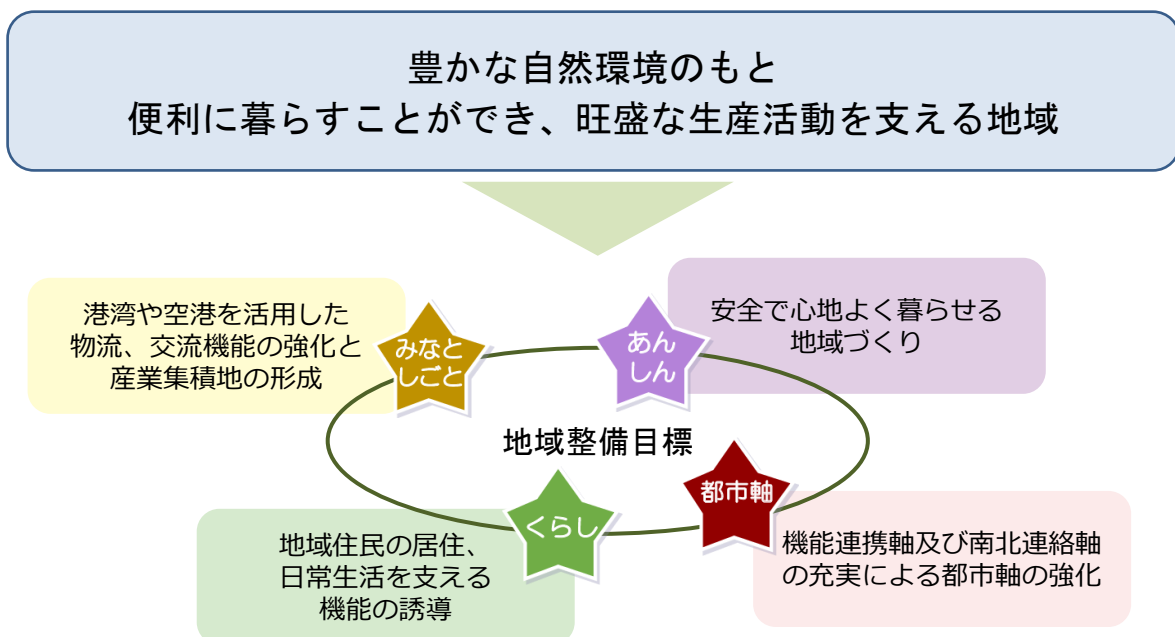 豊かな自然環境のもと
便利に暮らすことができ、旺盛な生産活動を支える地域
港湾や空港を活用した
物流、交流機能の強化と
産業集積地の形成
みなと
しごと
あん
しん
安全で心地よく暮らせる
地域づくり
地域整備目標
地域住民の居住、
日常生活を支える
機能の誘導
くらし
都市軸
機能連携軸及び南北連絡軸
の充実による都市軸の強化